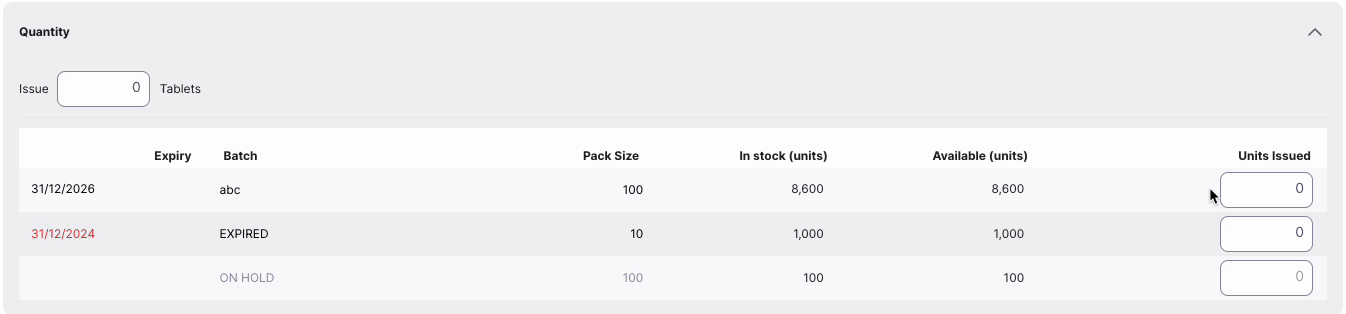 Quantity
Issue 0 Tablets
Expiry Batch Pack Size In stock (units) Available (units) Units Issued
31/12/2026 abc 100 8,600 8,600 0
31/12/2024 EXPIRED 10 1,000 1,000 0
ON HOLD 100 100 100 0